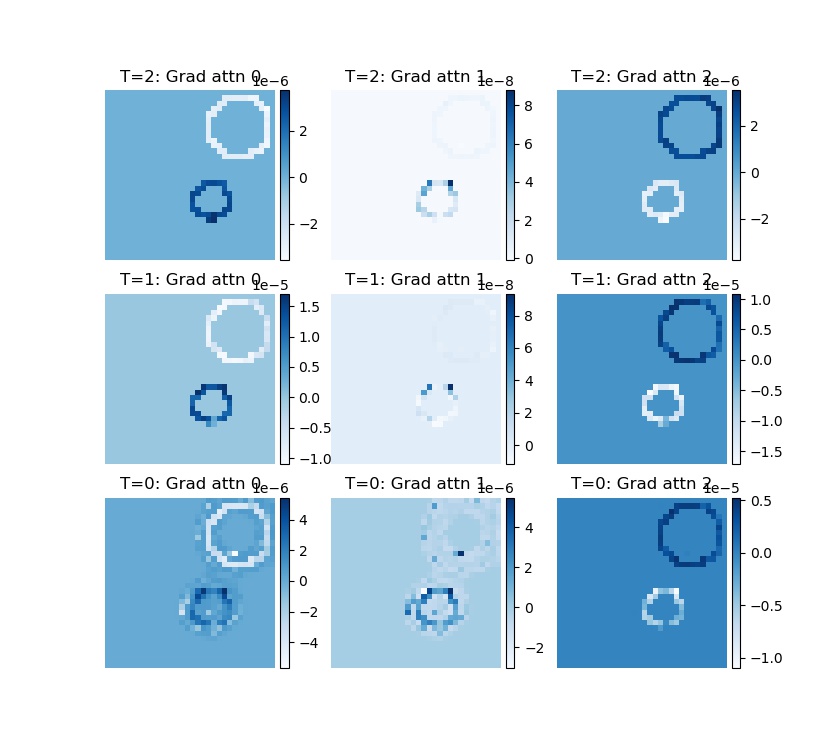 T=2: Grad attn 0
1e−6
2
0
−2
T=2: Grad attn 1
1e−8
8
6
4
2
0
T=2: Grad attn 2
1e−6
2
0
−2
T=1: Grad attn 0
1e−5
1.5
1.0
0.5
0.0
−0.5
−1.0
T=1: Grad attn 1
1e−8
8
6
4
2
0
T=1: Grad attn 2
1e−5
1.0
0.5
0.0
−0.5
−1.0
−1.5
T=0: Grad attn 0
1e−6
4
2
0
−2
−4
T=0: Grad attn 1
1e−6
4
2
0
−2
T=0: Grad attn 2
1e−5
0.5
0.0
−0.5
−1.0